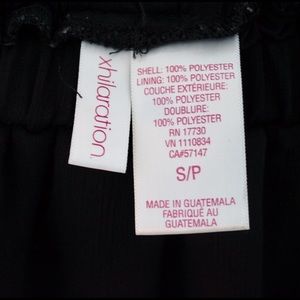 xhilaration
SHELL: 100% POLYESTER
LINING: 100% POLYESTER
COUCHE EXTÉRIEURE:
100% POLYESTER
DOUBLURE:
100% POLYESTER
RN 17730
VN 1110834
CA#57147
S/P
MADE IN GUATEMALA
FABRIQUÉ AU
GUATEMALA